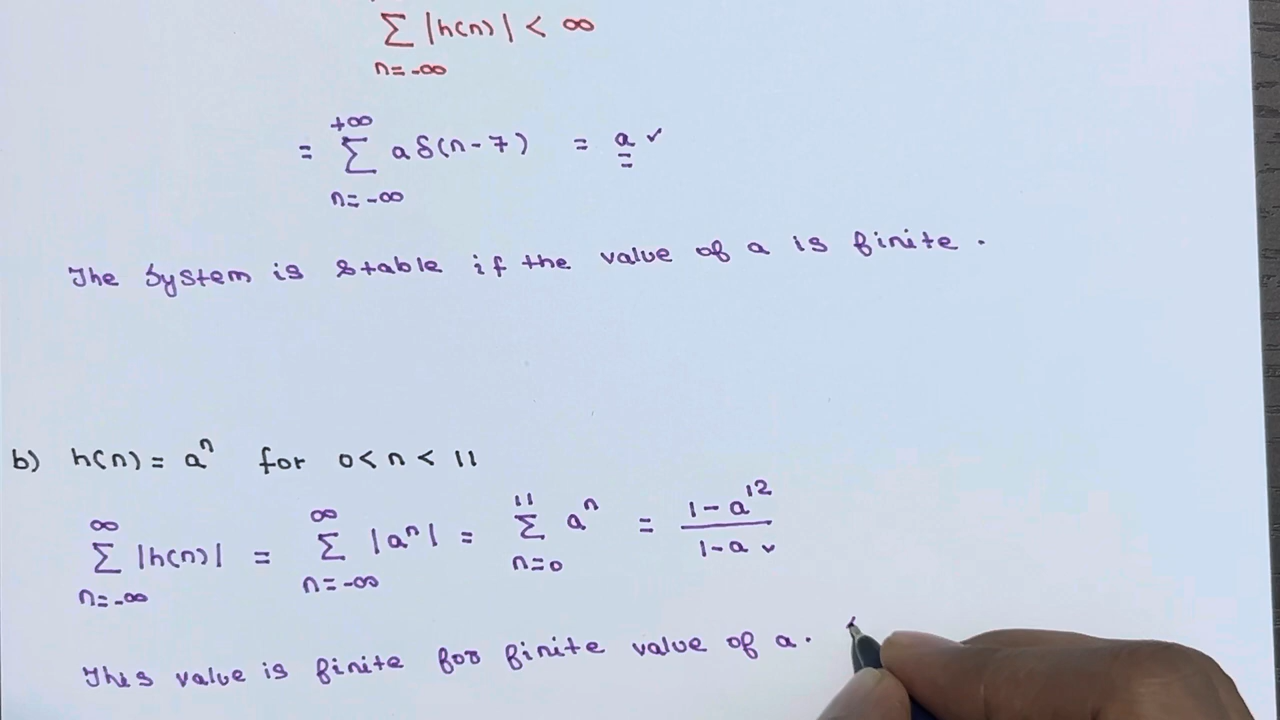 ∑ |h(n)| < ∞
n=-∞
+∞
= ∑ a δ(n-7) = a ✓
n=-∞
The System is stable if the value of a is finite.
b) h(n) = aⁿ for 0<n<11
∞ ∞ 11
∑ |h(n)| = ∑ |aⁿ| = ∑ aⁿ = 1-a¹² / 1-a ✓
n=-∞ n=-∞ n=0
This value is finite for finite value of a.